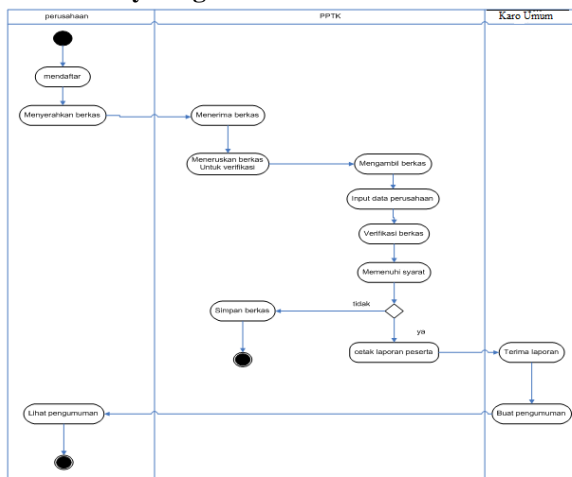 perusahaan
PPTK
Karo Umum
mendaftar
Menyerahkan berkas
Menerima berkas
Meneruskan berkas
Untuk verifikasi
Mengambil berkas
Input data perusahaan
Verifikasi berkas
Memenuhi syarat
tidak
Simpan berkas
ya
cetak laporan peserta
Terima laporan
Lihat pengumuman
Buat pengumuman